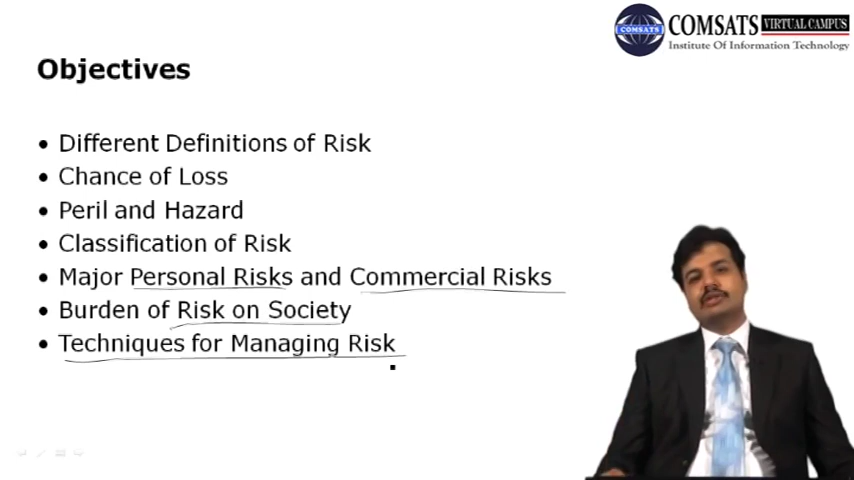 COMSATS
COMSATS VIRTUAL CAMPUS
Institute Of Information Technology
Objectives
• Different Definitions of Risk
• Chance of Loss
• Peril and Hazard
• Classification of Risk
• Major Personal Risks and Commercial Risks
• Burden of Risk on Society
• Techniques for Managing Risk